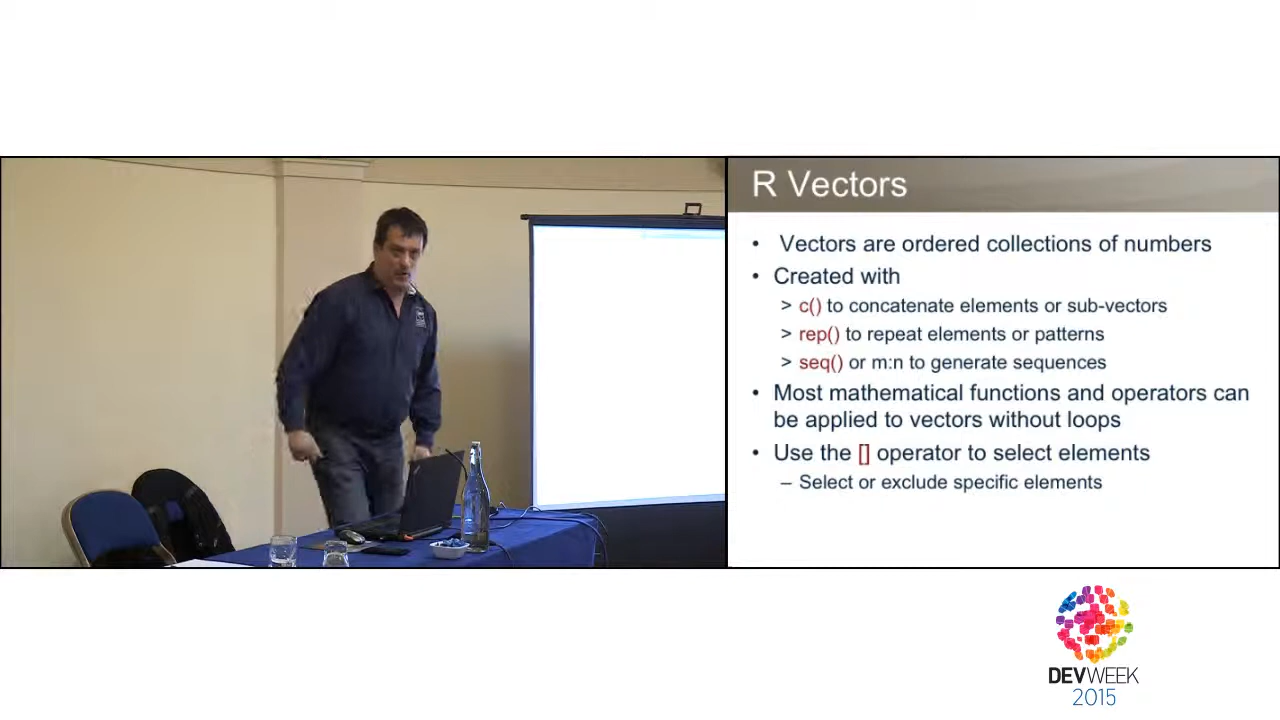 R Vectors
• Vectors are ordered collections of numbers
• Created with
> c() to concatenate elements or sub-vectors
> rep() to repeat elements or patterns
> seq() or m:n to generate sequences
• Most mathematical functions and operators can
be applied to vectors without loops
• Use the [] operator to select elements
– Select or exclude specific elements
DEVWEEK
2015